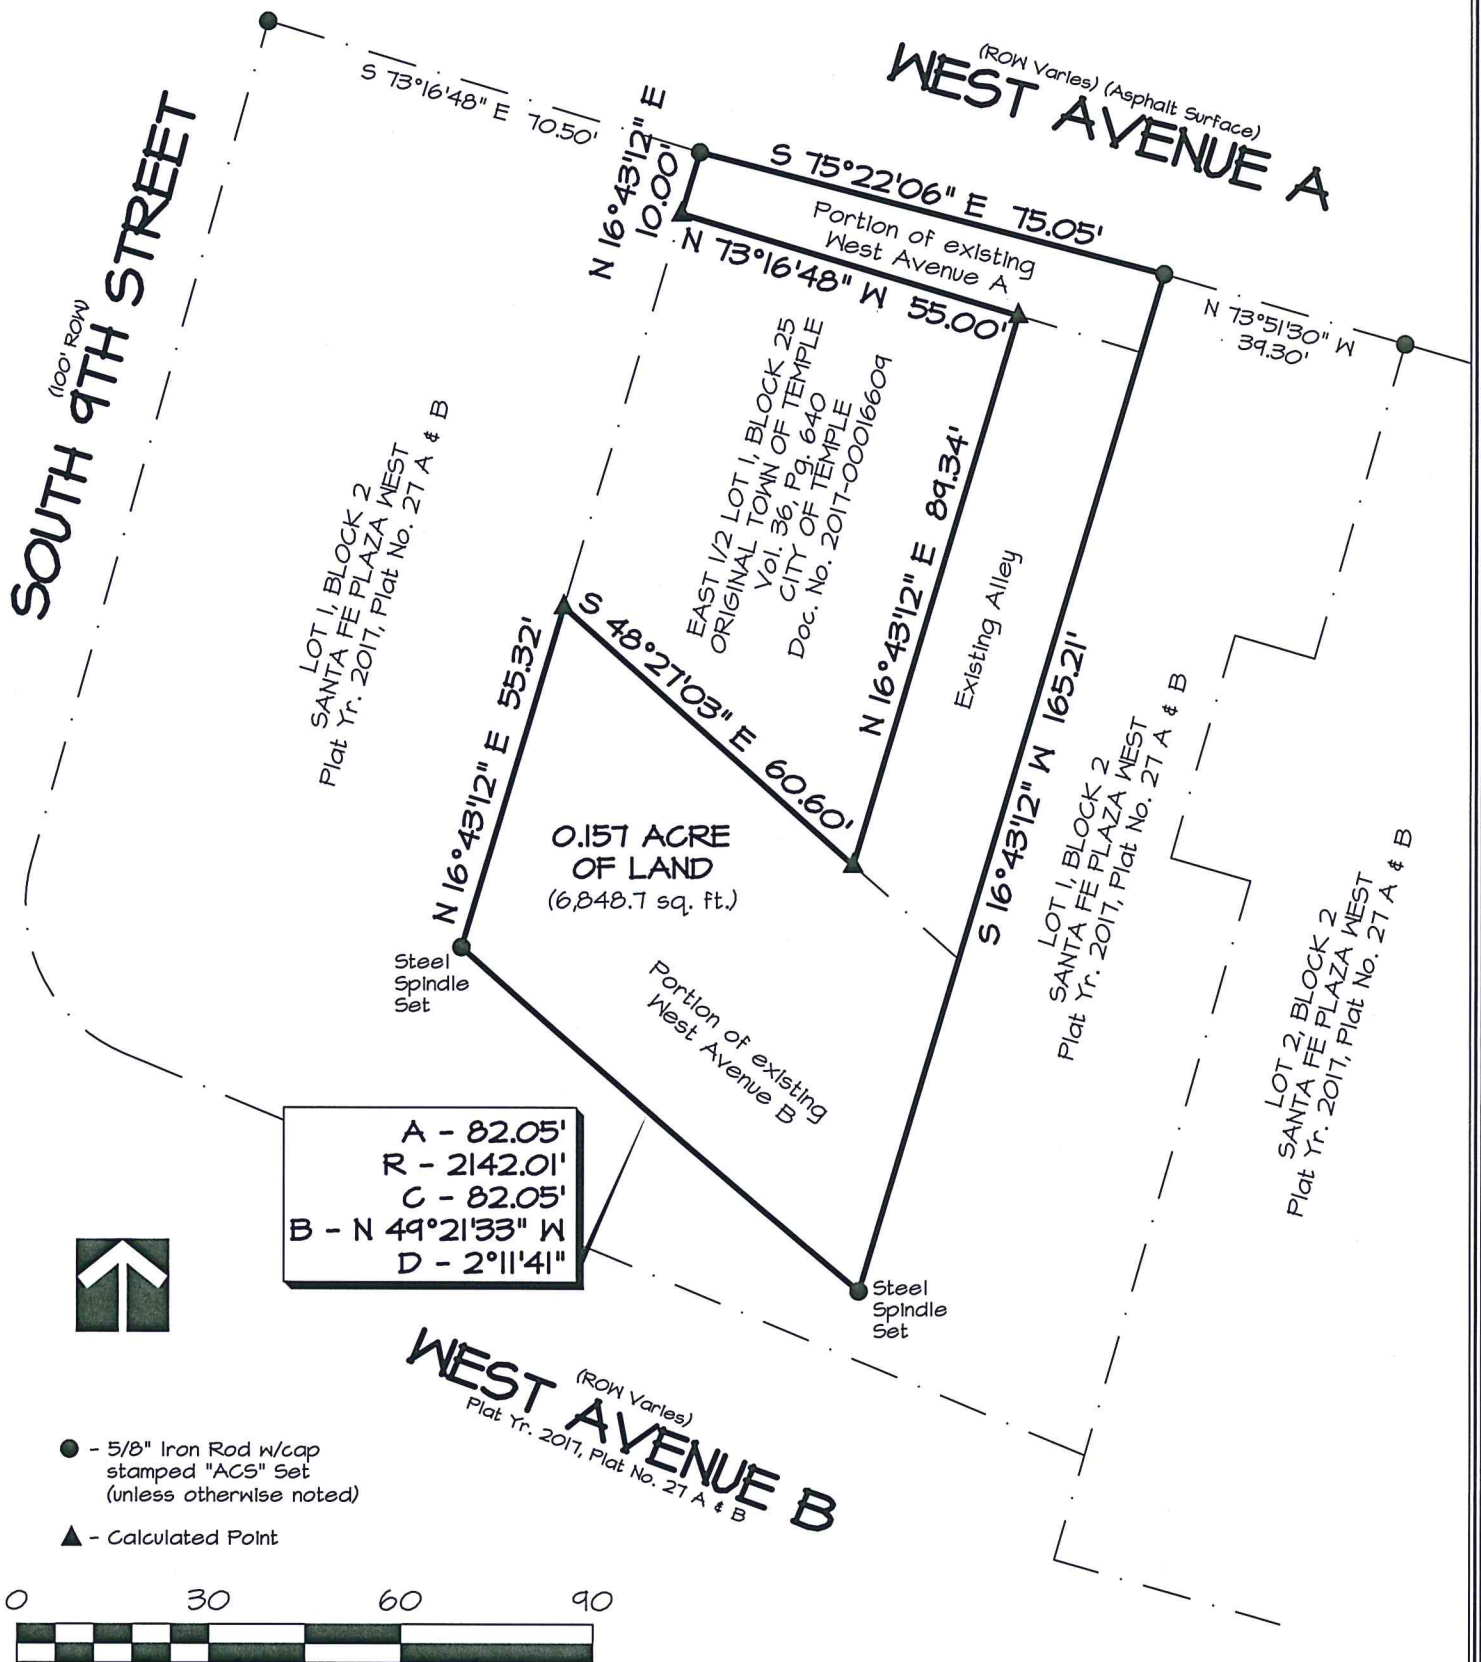 WEST AVENUE A
(ROW Varies) (Asphalt Surface)
S 73°16'48" E 70.50'
N 16°43'12" E
10.00'
S 75°22'06" E 75.05'
Portion of existing
West Avenue A
N 73°16'48" W 55.00'
N 73°51'30" W
39.30'
SOUTH 9TH STREET
(100' ROW)
LOT 1, BLOCK 2
SANTA FE PLAZA WEST
Plat Yr. 2017, Plat No. 27 A & B
EAST 1/2 LOT 1, BLOCK 25
ORIGINAL TOWN OF TEMPLE
Vol. 36, Pg. 640
CITY OF TEMPLE
Doc. No. 2017-00016609
N 16°43'12" E 89.34'
Existing Alley
S 16°43'12" W 165.21'
N 16°43'12" E 55.32'
S 48°27'03" E 60.60'
0.157 ACRE
OF LAND
(6,848.7 sq. ft.)
LOT 1, BLOCK 2
SANTA FE PLAZA WEST
Plat Yr. 2017, Plat No. 27 A & B
LOT 2, BLOCK 2
SANTA FE PLAZA WEST
Plat Yr. 2017, Plat No. 27 A & B
Steel
Spindle
Set
Portion of existing
West Avenue B
A - 82.05'
R - 2142.01'
C - 82.05'
B - N 49°21'33" W
D - 2°11'41"
Steel
Spindle
Set
WEST AVENUE B
(ROW Varies)
Plat Yr. 2017, Plat No. 27 A & B
- 5/8" Iron Rod w/cap
stamped "ACS" Set
(unless otherwise noted)
- Calculated Point
0 30 60 90